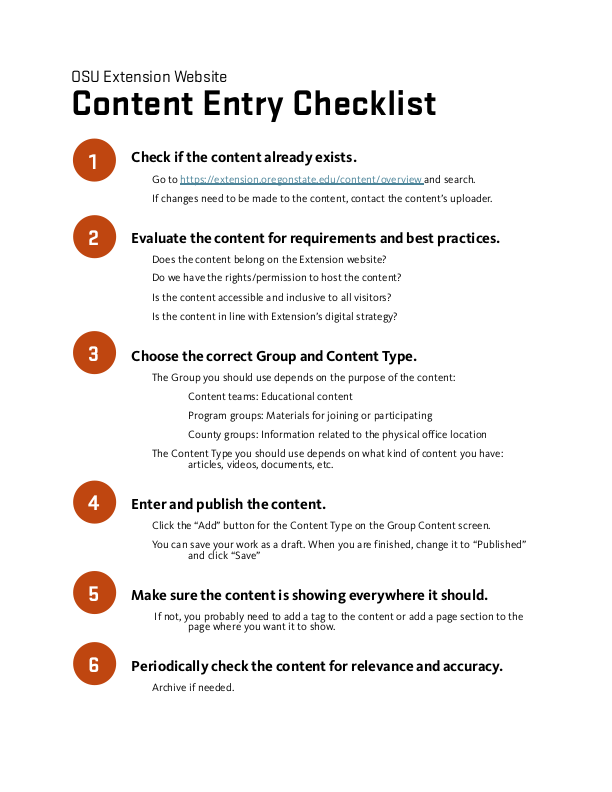 OSU Extension Website
Content Entry Checklist
1
Check if the content already exists.
Go to https://extension.oregonstate.edu/content/overview and search.
If changes need to be made to the content, contact the content’s uploader.
2
Evaluate the content for requirements and best practices.
Does the content belong on the Extension website?
Do we have the rights/permission to host the content?
Is the content accessible and inclusive to all visitors?
Is the content in line with Extension’s digital strategy?
3
Choose the correct Group and Content Type.
The Group you should use depends on the purpose of the content:
Content teams: Educational content
Program groups: Materials for joining or participating
County groups: Information related to the physical office location
The Content Type you should use depends on what kind of content you have:
articles, videos, documents, etc.
4
Enter and publish the content.
Click the “Add” button for the Content Type on the Group Content screen.
You can save your work as a draft. When you are finished, change it to “Published”
and click “Save”
5
Make sure the content is showing everywhere it should.
If not, you probably need to add a tag to the content or add a page section to the
page where you want it to show.
6
Periodically check the content for relevance and accuracy.
Archive if needed.